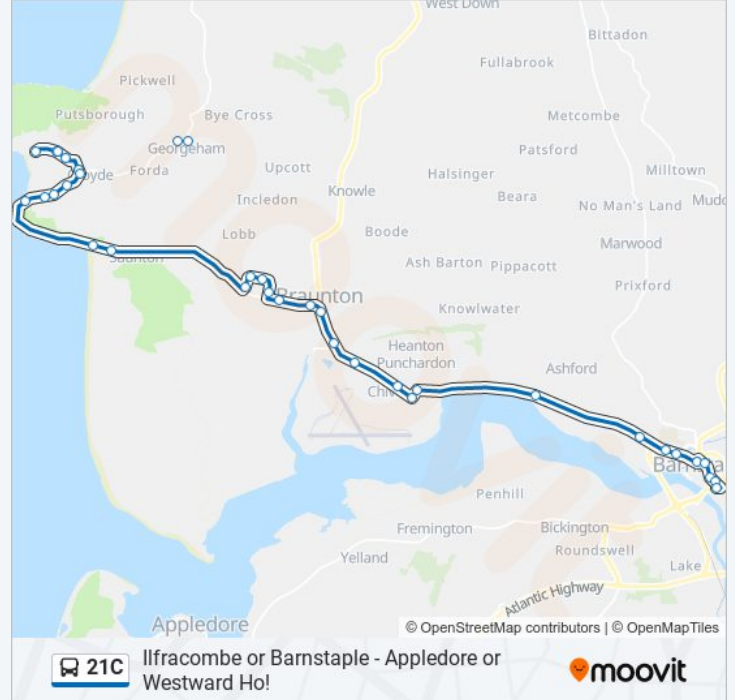 West Down
Bittadon
Fullabrook
Pickwell
Putsborough
Bye Cross
Metcombe
Georgeham
Patsford
Forda
Upcott
Halsinger
Milltown
Knowle
Beara
Incledon
No Man's Land
Lobb
Boode
Marwood
Ash Barton
Pippacott
Saunton
Prixford
Braunton
Knowlwater
Heanton
Punchardon
Ashford
Penhill
Fremington
Bickington
Roundswell
Yelland
Lake
Atlantic Highway
Appledore
© OpenStreetMap contributors | © OpenMapTiles
21C
Ilfracombe or Barnstaple - Appledore or
Westward Ho!
moovit